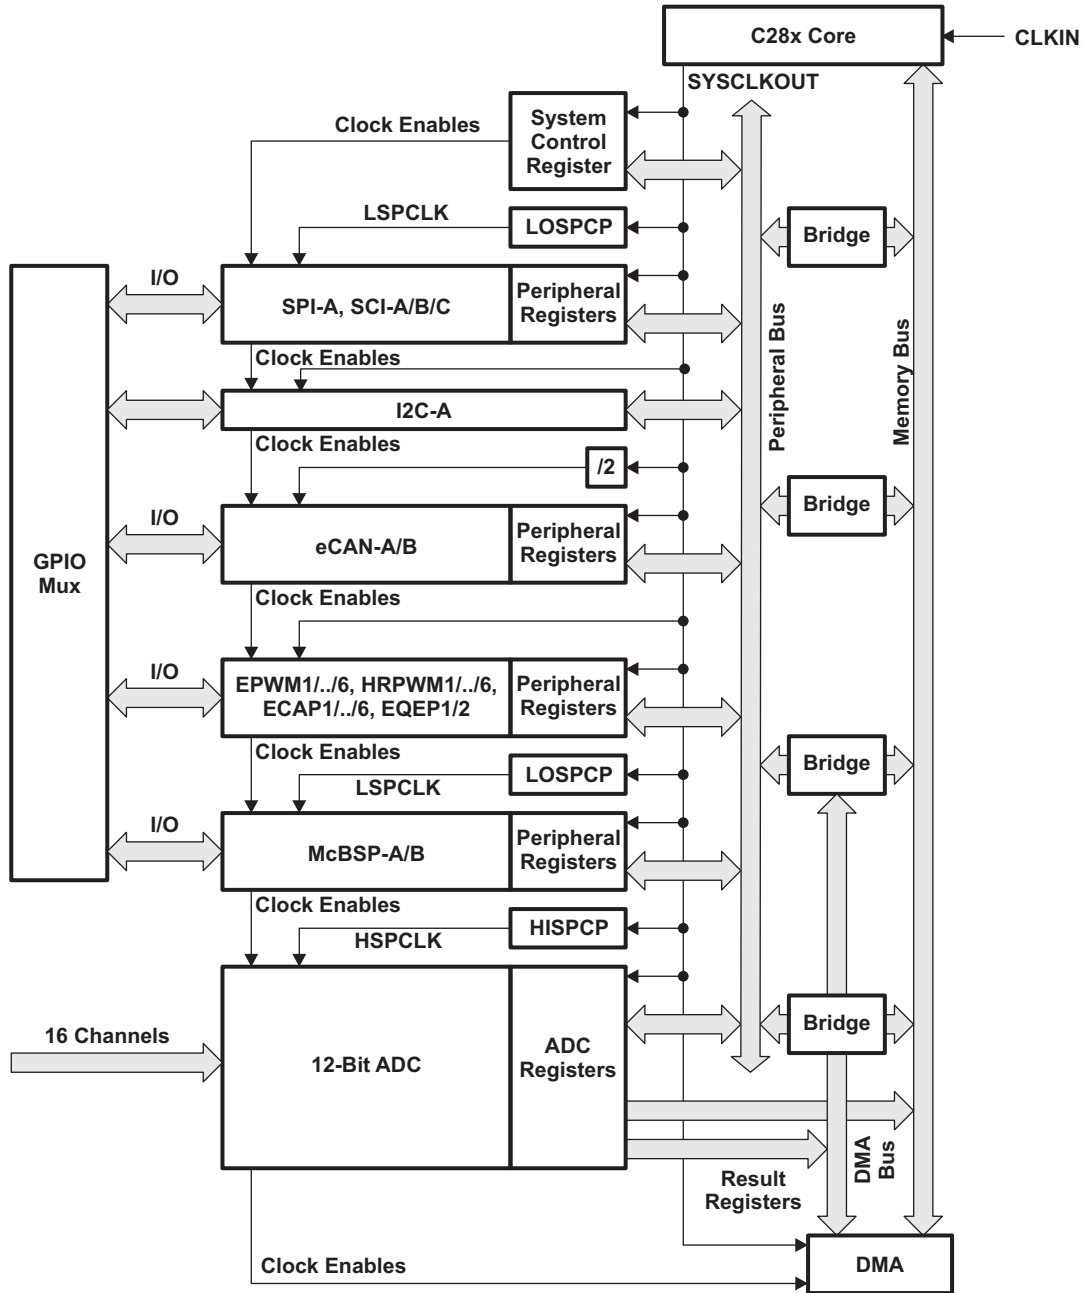 C28x Core
CLKIN
SYSCLKOUT
System
Control
Register
Clock Enables
LSPCLK
LOSPCP
Bridge
I/O
SPI-A, SCI-A/B/C
Peripheral
Registers
Clock Enables
Peripheral Bus
Memory Bus
I2C-A
Clock Enables
/2
Bridge
I/O
eCAN-A/B
Peripheral
Registers
GPIO
Mux
Clock Enables
I/O
EPWM1/../6, HRPWM1/../6,
ECAP1/../6, EQEP1/2
Peripheral
Registers
Clock Enables
LSPCLK
LOSPCP
Bridge
I/O
McBSP-A/B
Peripheral
Registers
Clock Enables
HSPCLK
HISPCP
16 Channels
12-Bit ADC
ADC
Registers
Bridge
DMA
Bus
Result
Registers
Clock Enables
DMA